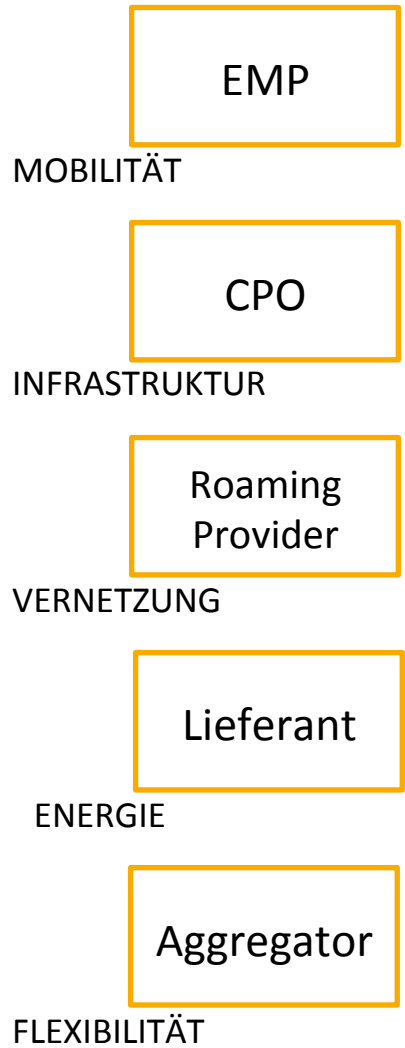 EMP
MOBILITÄT
CPO
INFRASTRUKTUR
Roaming
Provider
VERNETZUNG
Lieferant
ENERGIE
Aggregator
FLEXIBILITÄT